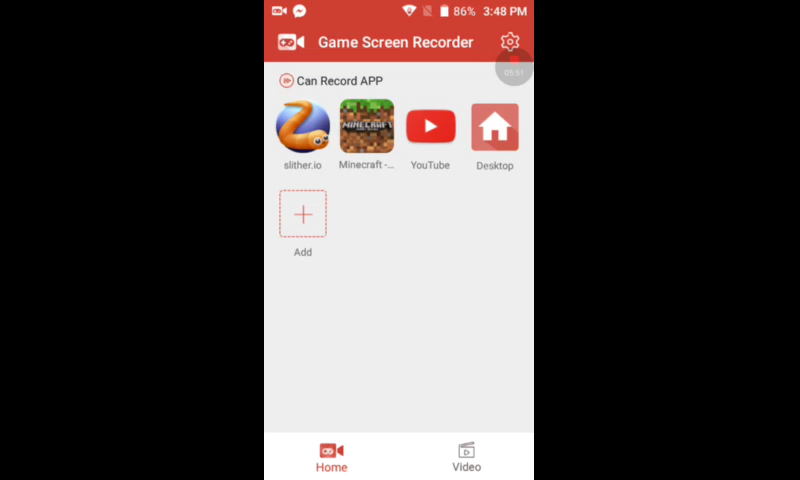 86% 3:48 PM
Game Screen Recorder
05:51
Can Record APP
MINECRAFT
slither.io Minecraft -... YouTube Desktop
Add
Home Video